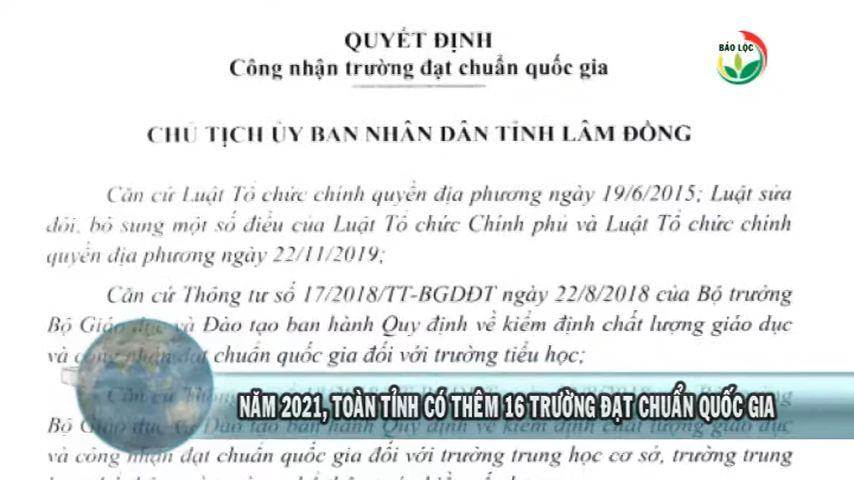 QUYẾT ĐỊNH
Công nhận trường đạt chuẩn quốc gia
BẢO LỘC
CHỦ TỊCH ỦY BAN NHÂN DÂN TỈNH LÂM ĐỒNG
Căn cứ Luật Tổ chức chính quyền địa phương ngày 19/6/2015; Luật sửa
đổi, bổ sung một số điều của Luật Tổ chức Chính phủ và Luật Tổ chức chính
quyền địa phương ngày 22/11/2019;
Căn cứ Thông tư số 17/2018/TT-BGDĐT ngày 22/8/2018 của Bộ trưởng
Bộ Giáo dục và Đào tạo ban hành Quy định về kiểm định chất lượng giáo dục
và công nhận đạt chuẩn quốc gia đối với trường tiểu học;
Căn cứ Thông
NĂM 2021, TOÀN TỈNH CÓ THÊM 16 TRƯỜNG ĐẠT CHUẨN QUỐC GIA
Bộ Giáo dục và Đào tạo ban hành Quy định về kiểm định chất lượng giáo dục
và công nhận đạt chuẩn quốc gia đối với trường trung học cơ sở, trường trung